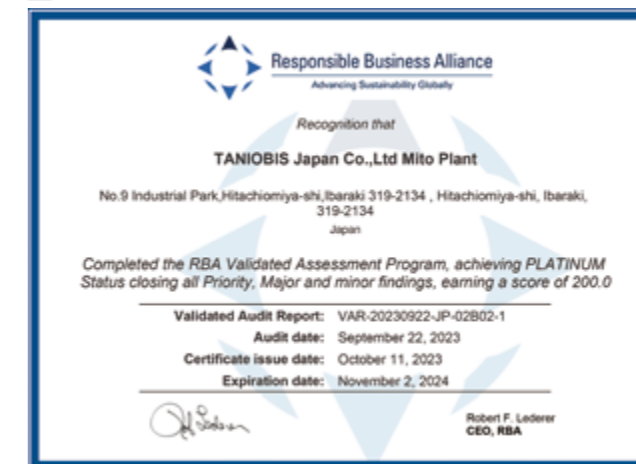 Responsible Business Alliance
Advancing Sustainability Globally
Recognition that
TANIOBIS Japan Co.,Ltd Mito Plant
No.9 Industrial Park,Hitachiomiya-shi,Ibaraki 319-2134 , Hitachiomiya-shi, Ibaraki,
319-2134
Japan
Completed the RBA Validated Assessment Program, achieving PLATINUM
Status closing all Priority, Major and minor findings, earning a score of 200.0
Validated Audit Report: VAR-20230922-JP-02B02-1
Audit date: September 22, 2023
Certificate issue date: October 11, 2023
Expiration date: November 2, 2024
Robert F. Lederer
CEO, RBA